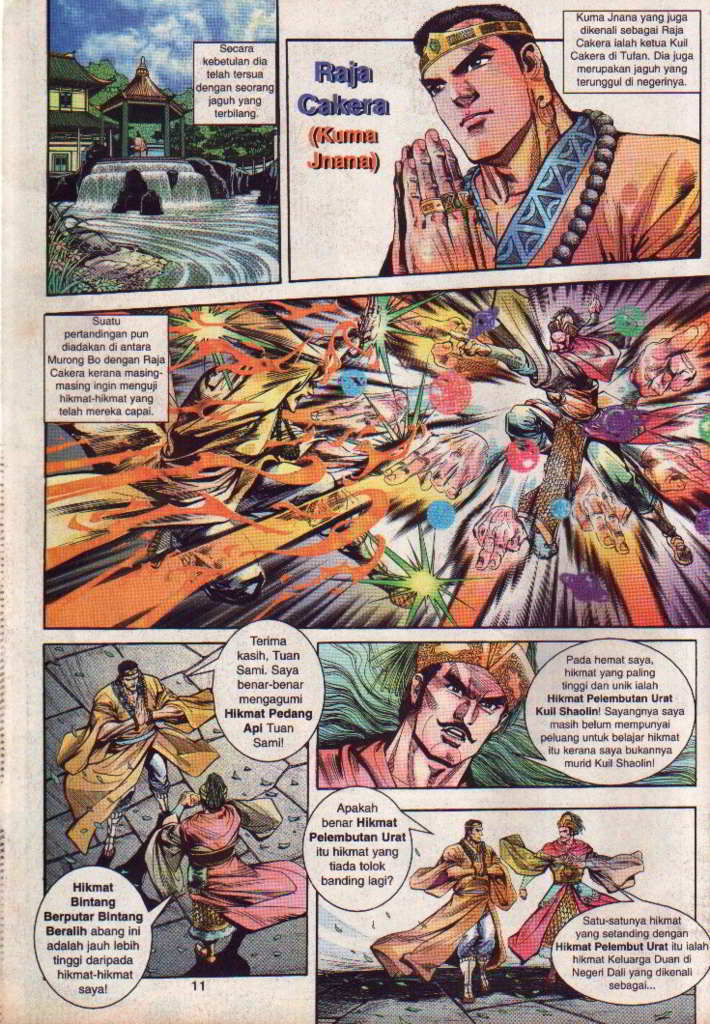 Secara
kebetulan dia
telah tersua
dengan seorang
jaguh yang
terbilang.
Raja
Cakera
(Kuma
Jnana)
Kuma Jnana yang juga
dikenali sebagai Raja
Cakera ialah ketua Kuil
Cakera di Tufan. Dia juga
merupakan jaguh yang
terunggul di negerinya.
Suatu
pertandingan pun
diadakan di antara
Murong Bo dengan Raja
Cakera kerana masing-
masing ingin menguji
hikmat-hikmat yang
telah mereka capai.
Terima
kasih, Tuan
Sami. Saya
benar-benar
mengagumi
Hikmat Pedang
Api Tuan
Sami!
Hikmat
Bintang
Berputar Bintang
Beralih abang ini
adalah jauh lebih
tinggi daripada
hikmat-hikmat
saya!
Pada hemat saya,
hikmat yang paling
tinggi dan unik ialah
Hikmat Pelembutan Urat
Kuil Shaolin! Sayangnya saya
masih belum mempunyai
peluang untuk belajar hikmat
itu kerana saya bukannya
murid Kuil Shaolin!
Apakah
benar Hikmat
Pelembutan Urat
itu hikmat yang
tiada tolok
banding lagi?
Satu-satunya hikmat
yang setanding dengan
Hikmat Pelembut Urat itu ialah
hikmat Keluarga Duan di
Negeri Dali yang dikenali
sebagai...
11